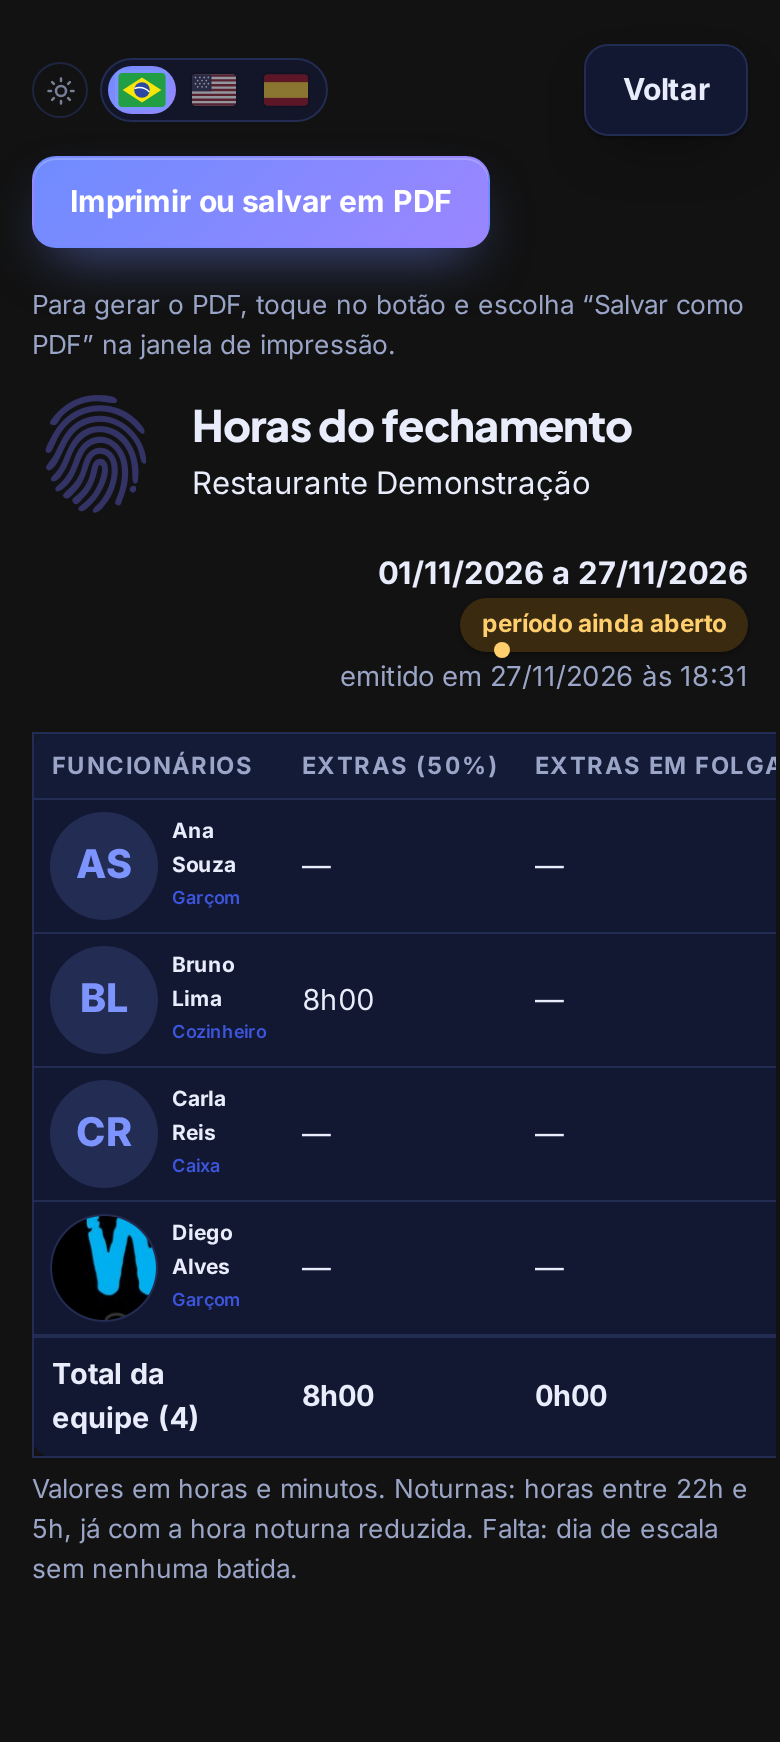 Voltar
Imprimir ou salvar em PDF
Para gerar o PDF, toque no botão e escolha “Salvar como
PDF” na janela de impressão.
Horas do fechamento
Restaurante Demonstração
01/11/2026 a 27/11/2026
período ainda aberto
emitido em 27/11/2026 às 18:31
FUNCIONÁRIOS EXTRAS (50%) EXTRAS EM FOLGA
AS Ana
Souza
Garçom — —
BL Bruno
Lima
Cozinheiro 8h00 —
CR Carla
Reis
Caixa — —
Diego
Alves
Garçom — —
Total da
equipe (4) 8h00 0h00
Valores em horas e minutos. Noturnas: horas entre 22h e
5h, já com a hora noturna reduzida. Falta: dia de escala
sem nenhuma batida.